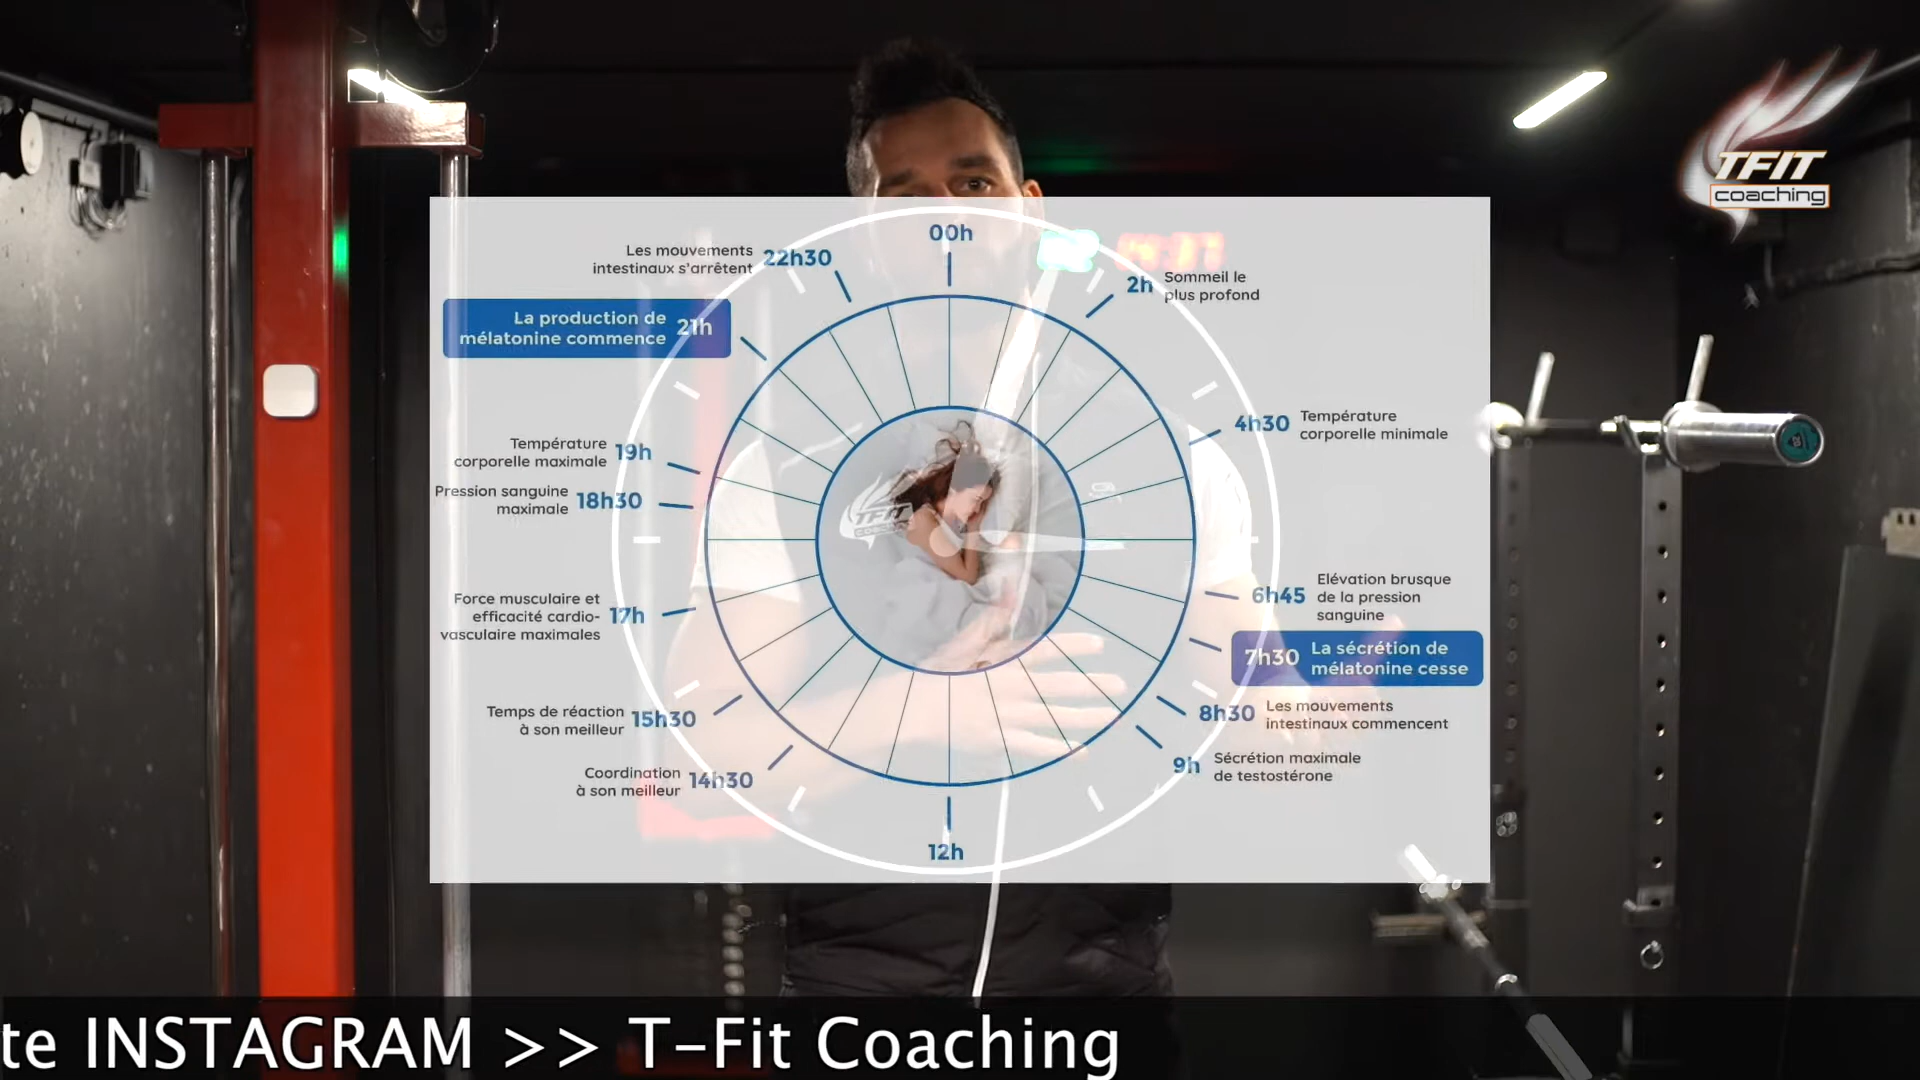 TFIT
coaching
00h
Les mouvements
intestinaux s'arrêtent
22h30
La production de
mélatonine commence
21h
Température
corporelle maximale
19h
Pression sanguine
maximale
18h30
Force musculaire et
efficacité cardio-
vasculaire maximales
17h
Temps de réaction
à son meilleur
15h30
Coordination
à son meilleur
14h30
12h
2h
Sommeil le
plus profond
4h30
Température
corporelle minimale
6h45
Elévation brusque
de la pression
sanguine
7h30
La sécrétion de
mélatonine cesse
8h30
Les mouvements
intestinaux commencent
9h
Sécrétion maximale
de testostérone
TFIT
COACHING
te INSTAGRAM >> T-Fit Coaching